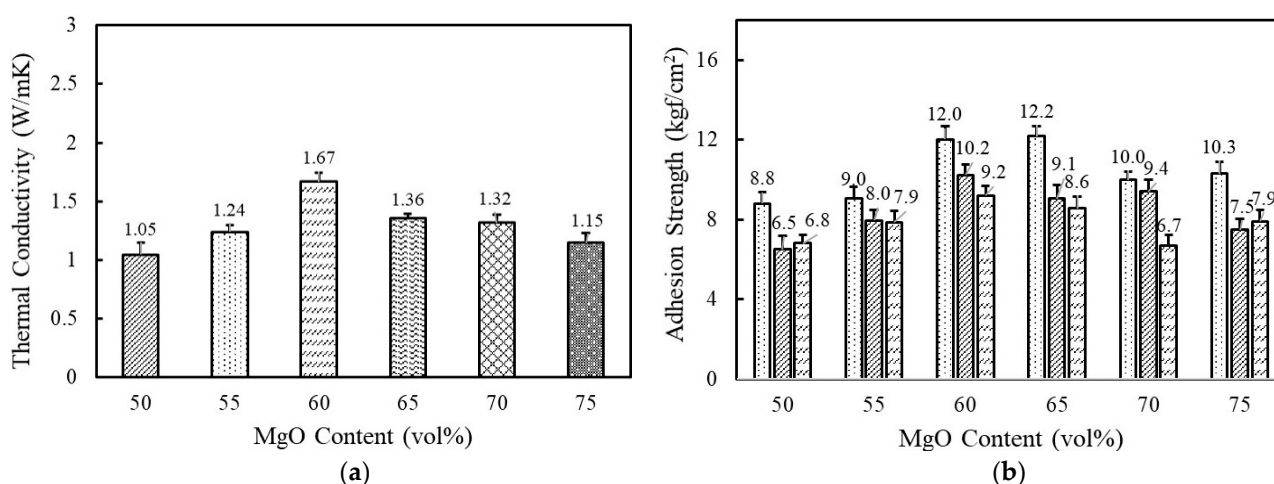 Thermal Conductivity (W/mK)
3
2.5
2
1.5
1
0.5
0
1.05
1.24
1.67
1.36
1.32
1.15
50 55 60 65 70 75
MgO Content (vol%)
(a)
Adhesion Strength (kgf/cm²)
16
12
8
4
0
8.8 6.5 6.8
9.0 8.0 7.9
12.0 10.2 9.2
12.2 9.1 8.6
10.0 9.4 6.7
10.3 7.5 7.9
50 55 60 65 70 75
MgO Content (vol%)
(b)